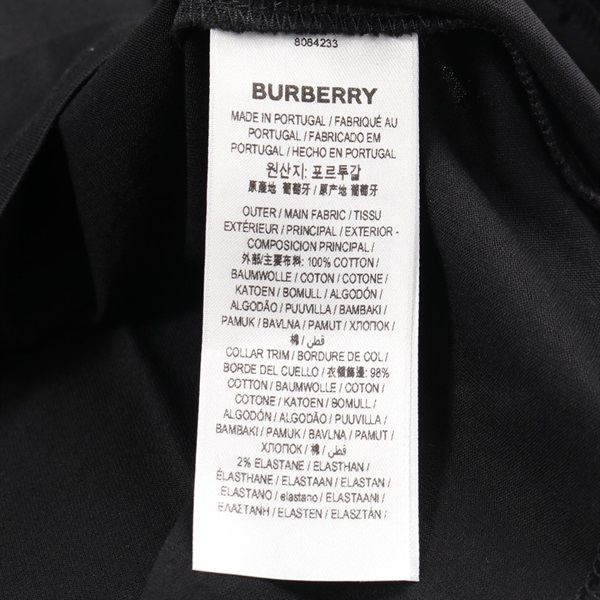 8084233
BURBERRY
MADE IN PORTUGAL / FABRIQUÉ AU
PORTUGAL / FABRICADO EM
PORTUGAL / HECHO EN PORTUGAL
원산지: 포르투갈
原產地 葡萄牙 / 原产地 葡萄牙
OUTER / MAIN FABRIC / TISSU
EXTÉRIEUR / PRINCIPAL / EXTERIOR -
COMPOSICION PRINCIPAL /
外部/主要布料: 100% COTTON /
BAUMWOLLE / COTON / COTONE /
KATOEN / BOMULL / ALGODÓN /
ALGODÃO / PUUVILLA / BAMBAKI /
PAMUK / BAVLNA / PAMUT / ХЛОПОК /
棉 / قطن /
COLLAR TRIM / BORDURE DE COL /
BORDE DEL CUELLO / 衣領飾邊: 98%
COTTON / BAUMWOLLE / COTON /
COTONE / KATOEN / BOMULL /
ALGODÓN / ALGODÃO / PUUVILLA /
BAMBAKI / PAMUK / BAVLNA / PAMUT /
ХЛОПОК / 棉 / قطن /
2% ELASTANE / ELASTHAN /
ÉLASTHANE / ELASTAAN / ELASTAN /
ELASTANO / elastano / ELASTAANI /
ΕΛΑΣΤΑΝΗ / ELASTEN / ELASZTÁN /